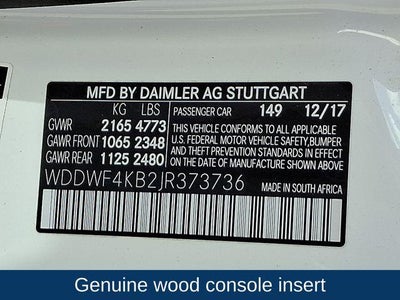 MFD BY DAIMLER AG STUTTGART
KG LBS
PASSENGER CAR 149 12/17
GVWR 2165 4773
GAWR FRONT 1065 2348
GAWR REAR 1125 2480
THIS VEHICLE CONFORMS TO ALL APPLICABLE
U.S. FEDERAL MOTOR VEHICLE SAFETY,BUMPER
AND THEFT PREVENTION STANDARDS IN EFFECT ON
THE DATE OF MANUFACTURE SHOWN ABOVE.
WDDWF4KB2JR373736
MADE IN SOUTH AFRICA
Genuine wood console insert